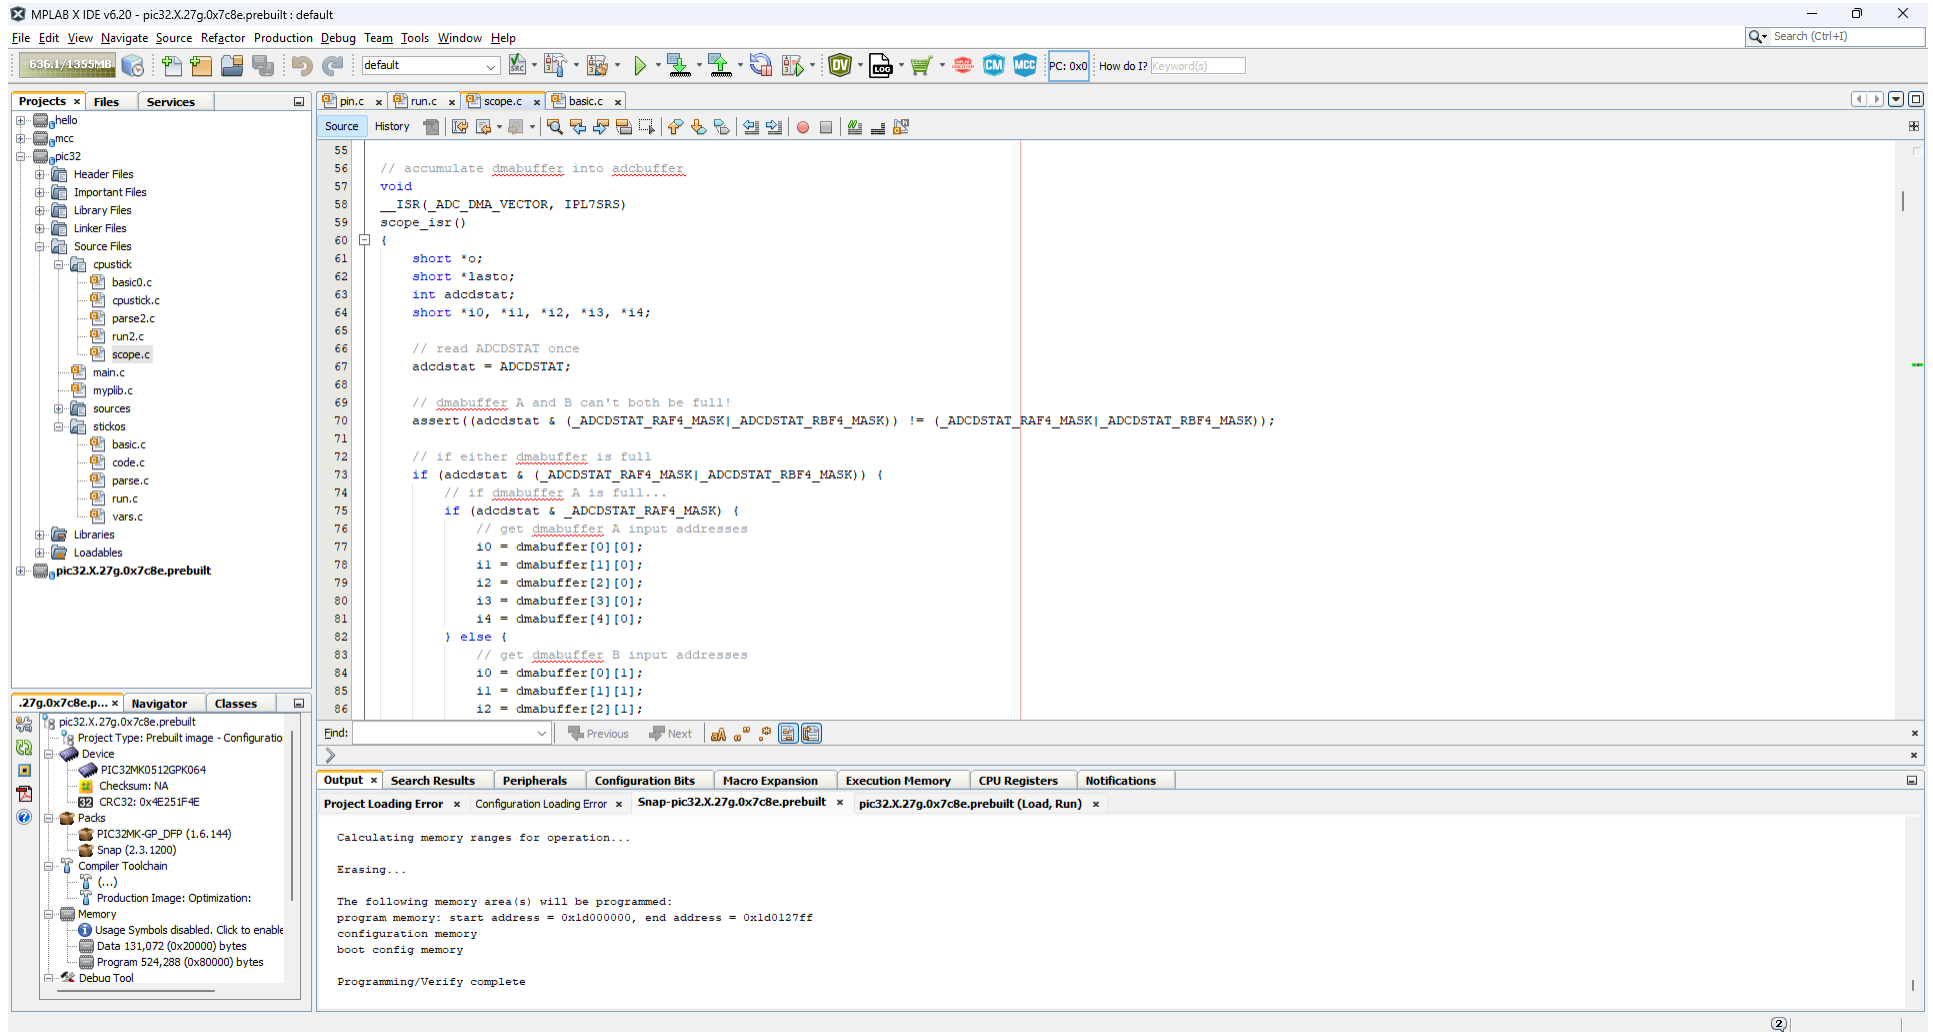 MPLAB X IDE v6.20 - pic32.X.27g.0x7c8e.prebuilt : default
File Edit View Navigate Source Refactor Production Debug Team Tools Window Help
Search (Ctrl+I)
636.1/1355MB default PC: 0x0 How do I? Keyword(s)
Projects Files Services
hello
mcc
pic32
Header Files
Important Files
Library Files
Linker Files
Source Files
cpustick
basic0.c
cpustick.c
parse2.c
run2.c
scope.c
main.c
myplib.c
sources
stickos
basic.c
code.c
parse.c
run.c
vars.c
Libraries
Loadables
pic32.X.27g.0x7c8e.prebuilt
.27g.0x7c8e.p... Navigator Classes
pic32.X.27g.0x7c8e.prebuilt
Project Type: Prebuilt image - Configuratio
Device
PIC32MK0512GPK064
Checksum: NA
CRC32: 0x4E251F4E
Packs
PIC32MK-GP_DFP (1.6.144)
Snap (2.3.1200)
Compiler Toolchain
(...)
Production Image: Optimization:
Memory
Usage Symbols disabled. Click to enable
Data 131,072 (0x20000) bytes
Program 524,288 (0x80000) bytes
Debug Tool
pin.c run.c scope.c basic.c
Source History
55
56 // accumulate dmabuffer into adcbuffer
57 void
58 __ISR(_ADC_DMA_VECTOR, IPL7SRS)
59 scope_isr()
60 {
61 short *o;
62 short *lasto;
63 int adcdstat;
64 short *i0, *i1, *i2, *i3, *i4;
65
66 // read ADCDSTAT once
67 adcdstat = ADCDSTAT;
68
69 // dmabuffer A and B can't both be full!
70 assert((adcdstat & (_ADCDSTAT_RAF4_MASK|_ADCDSTAT_RBF4_MASK)) != (_ADCDSTAT_RAF4_MASK|_ADCDSTAT_RBF4_MASK));
71
72 // if either dmabuffer is full
73 if (adcdstat & (_ADCDSTAT_RAF4_MASK|_ADCDSTAT_RBF4_MASK)) {
74 // if dmabuffer A is full...
75 if (adcdstat & _ADCDSTAT_RAF4_MASK) {
76 // get dmabuffer A input addresses
77 i0 = dmabuffer[0][0];
78 i1 = dmabuffer[1][0];
79 i2 = dmabuffer[2][0];
80 i3 = dmabuffer[3][0];
81 i4 = dmabuffer[4][0];
82 } else {
83 // get dmabuffer B input addresses
84 i0 = dmabuffer[0][1];
85 i1 = dmabuffer[1][1];
86 i2 = dmabuffer[2][1];
Find: Previous Next
Output Search Results Peripherals Configuration Bits Macro Expansion Execution Memory CPU Registers Notifications
Project Loading Error Configuration Loading Error Snap-pic32.X.27g.0x7c8e.prebuilt pic32.X.27g.0x7c8e.prebuilt (Load, Run)
Calculating memory ranges for operation...
Erasing...
The following memory area(s) will be programmed:
program memory: start address = 0x1d000000, end address = 0x1d0127ff
configuration memory
boot config memory
Programming/Verify complete
2